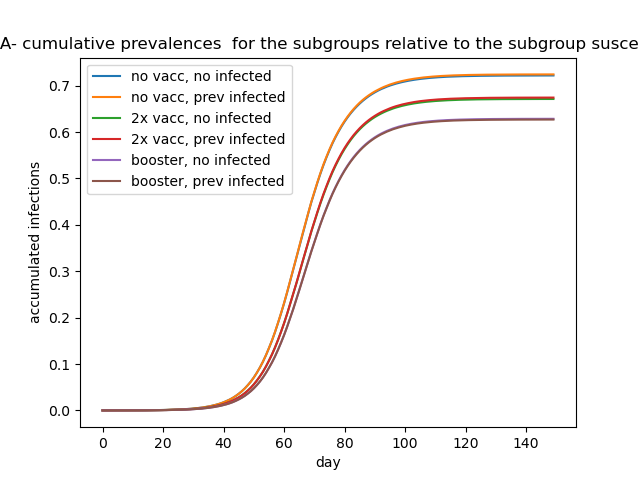 A- cumulative prevalences  for the subgroups relative to the subgroup susce
no vacc, no infected
no vacc, prev infected
2x vacc, no infected
2x vacc, prev infected
booster, no infected
booster, prev infected
accumulated infections
0.7
0.6
0.5
0.4
0.3
0.2
0.1
0.0
0 20 40 60 80 100 120 140
day